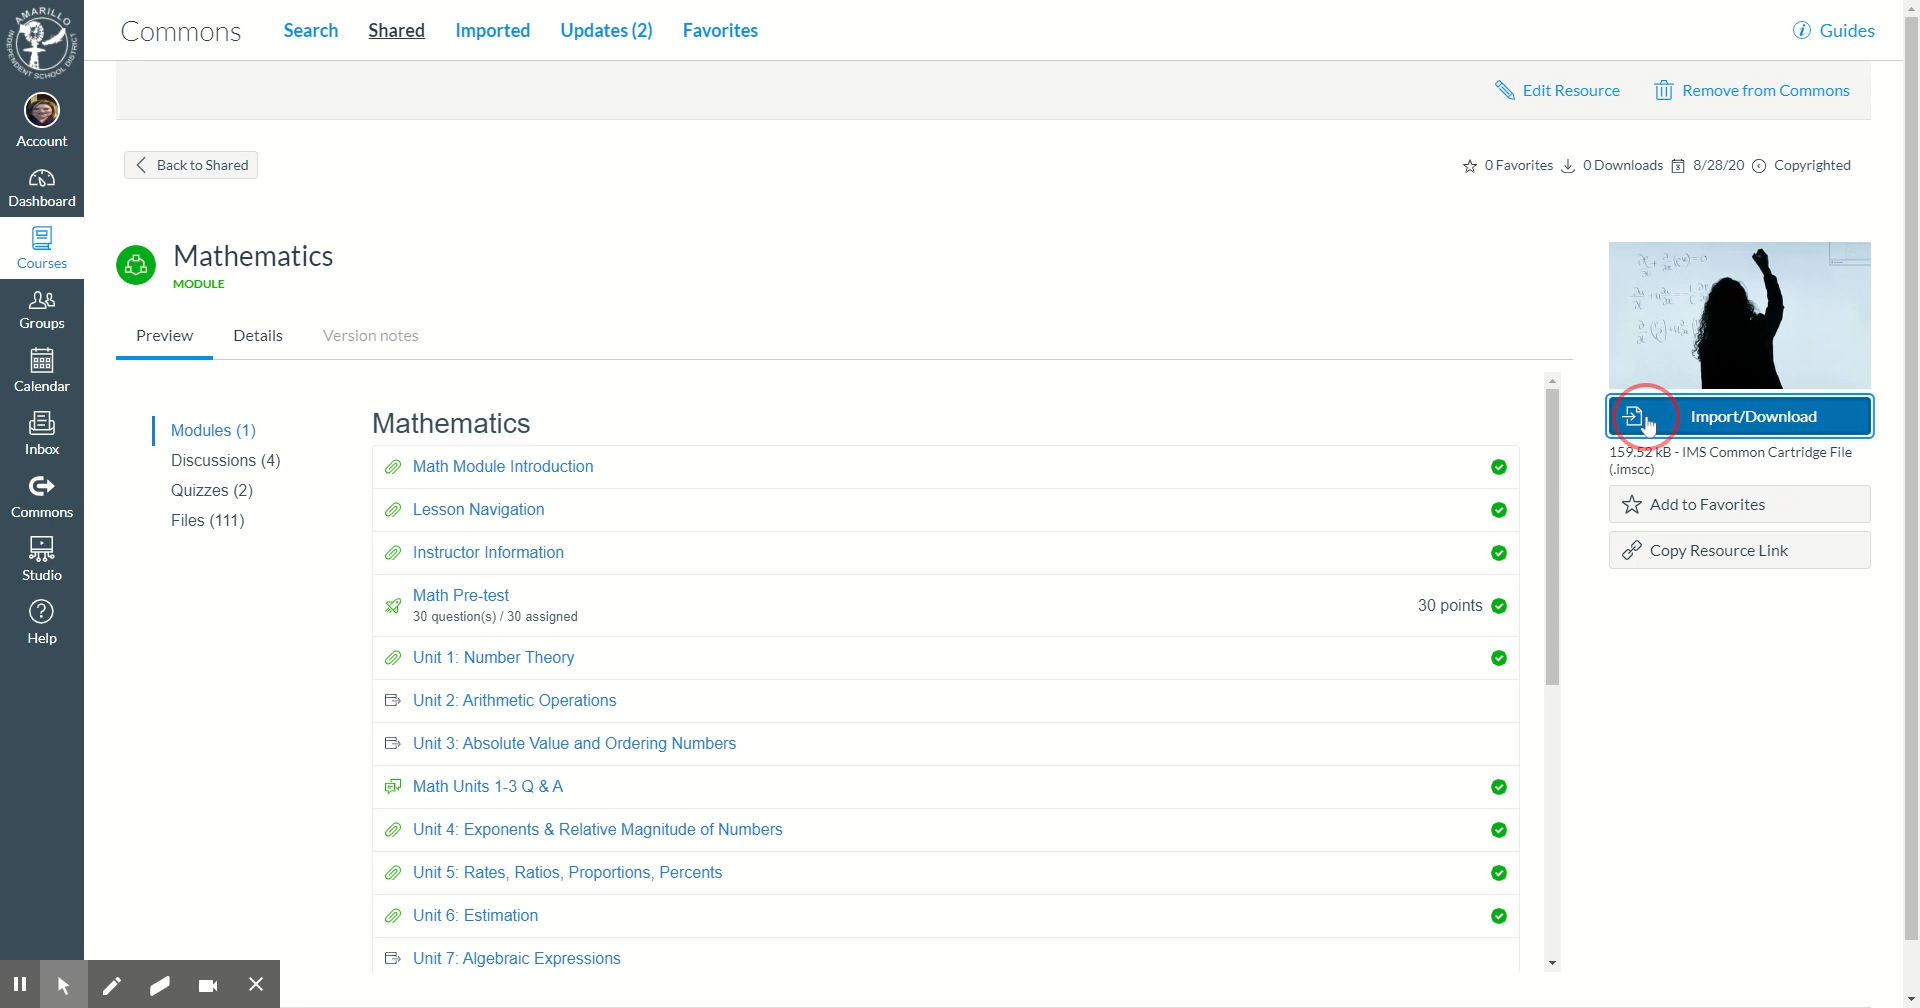 AMARILLO
INDEPENDENT SCHOOL DISTRICT
Commons
Search
Shared
Imported
Updates (2)
Favorites
Guides
Account
Dashboard
Courses
Groups
Calendar
Inbox
Commons
Studio
Help
Edit Resource
Remove from Commons
Back to Shared
0 Favorites
0 Downloads
8/28/20
Copyrighted
Mathematics
MODULE
Preview
Details
Version notes
Modules (1)
Discussions (4)
Quizzes (2)
Files (111)
Mathematics
Math Module Introduction
Lesson Navigation
Instructor Information
Math Pre-test
30 question(s) / 30 assigned
30 points
Unit 1: Number Theory
Unit 2: Arithmetic Operations
Unit 3: Absolute Value and Ordering Numbers
Math Units 1-3 Q & A
Unit 4: Exponents & Relative Magnitude of Numbers
Unit 5: Rates, Ratios, Proportions, Percents
Unit 6: Estimation
Unit 7: Algebraic Expressions
Import/Download
159.52 kB - IMS Common Cartridge File
(.imscc)
Add to Favorites
Copy Resource Link